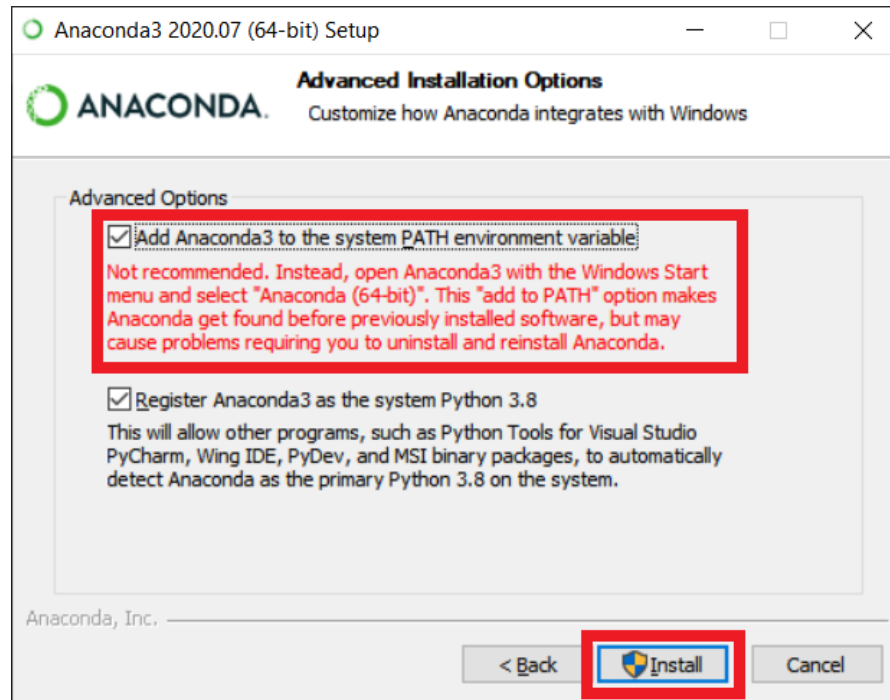 Anaconda3 2020.07 (64-bit) Setup
Advanced Installation Options
ANACONDA.
Customize how Anaconda integrates with Windows
Advanced Options
Add Anaconda3 to the system PATH environment variable
Not recommended. Instead, open Anaconda3 with the Windows Start
menu and select "Anaconda (64-bit)". This "add to PATH" option makes
Anaconda get found before previously installed software, but may
cause problems requiring you to uninstall and reinstall Anaconda.
Register Anaconda3 as the system Python 3.8
This will allow other programs, such as Python Tools for Visual Studio
PyCharm, Wing IDE, PyDev, and MSI binary packages, to automatically
detect Anaconda as the primary Python 3.8 on the system.
Anaconda, Inc.
< Back
Install
Cancel